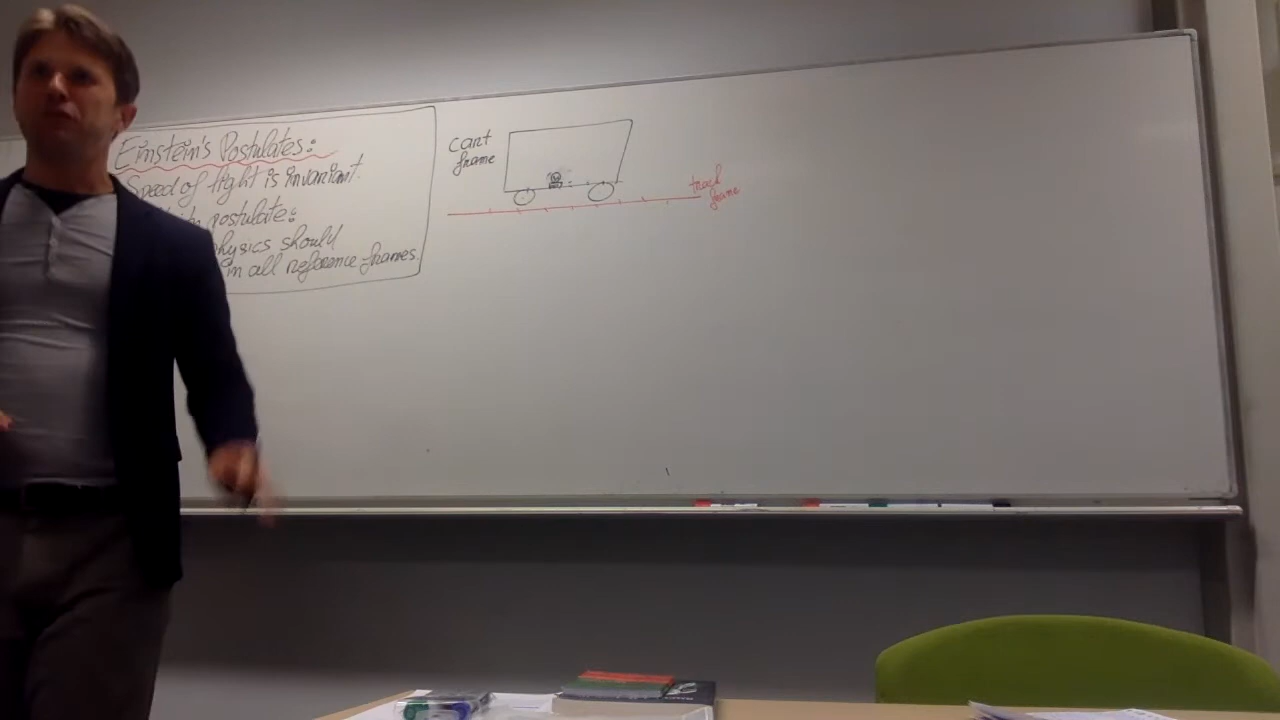 Einstein's Postulates:
Speed of light is invariant.
postulate:
physics should
in all reference frames.
cart
frame
track
frame